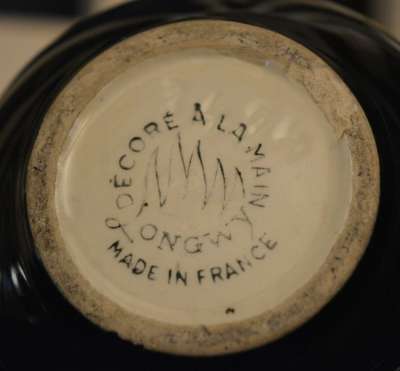 DÉCORÉ À LA MAIN
LONGWY
MADE IN FRANCE